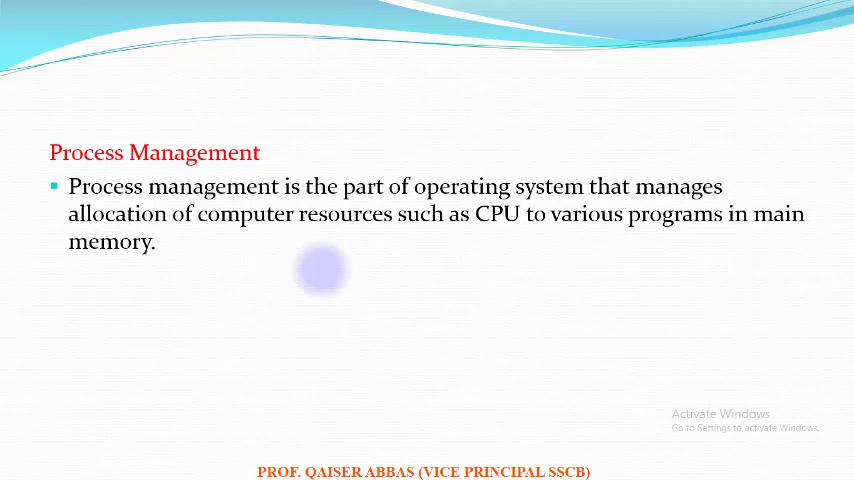 Process Management
▪ Process management is the part of operating system that manages
allocation of computer resources such as CPU to various programs in main
memory.
Activate Windows
Go to Settings to activate Windows.
PROF. QAISER ABBAS (VICE PRINCIPAL SSCB)